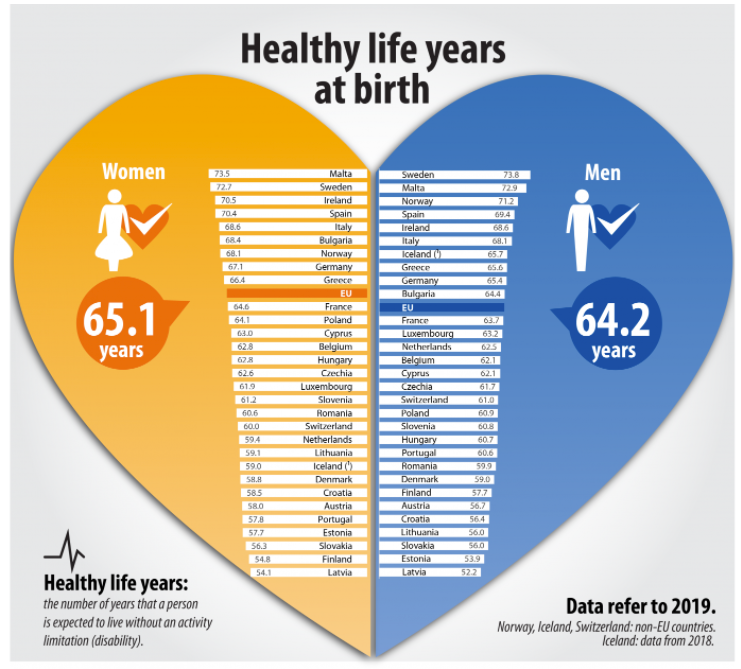 Healthy life years
at birth
Women
65.1
years
73.5 Malta
72.7 Sweden
70.5 Ireland
70.4 Spain
68.6 Italy
68.4 Bulgaria
68.1 Norway
67.1 Germany
66.4 Greece
EU
64.6 France
64.1 Poland
63.0 Cyprus
62.8 Belgium
67.8 Hungary
62.6 Czechia
61.9 Luxembourg
61.2 Slovenia
60.6 Romania
60.0 Switzerland
59.4 Netherlands
59.1 Lithuania
59.0 Iceland (¹)
58.8 Denmark
58.5 Croatia
58.0 Austria
57.8 Portugal
57.7 Estonia
56.3 Slovakia
54.8 Finland
54.1 Latvia
Sweden 73.8
Malta 72.9
Norway 71.2
Spain 69.4
Ireland 68.6
Italy 68.1
Iceland (¹) 65.7
Greece 65.6
Germany 65.4
Bulgaria 64.4
EU
France 63.7
Luxembourg 63.2
Netherlands 62.5
Belgium 62.1
Cyprus 62.1
Czechia 61.7
Switzerland 61.0
Poland 60.9
Slovenia 60.8
Hungary 60.7
Portugal 60.6
Romania 59.9
Denmark 59.0
Finland 57.7
Austria 56.7
Croatia 56.4
Lithuania 56.0
Slovakia 56.0
Estonia 53.9
Latvia 52.2
Men
64.2
years
Healthy life years:
the number of years that a person
is expected to live without an activity
limitation (disability).
Data refer to 2019.
Norway, Iceland, Switzerland: non-EU countries.
Iceland: data from 2018.